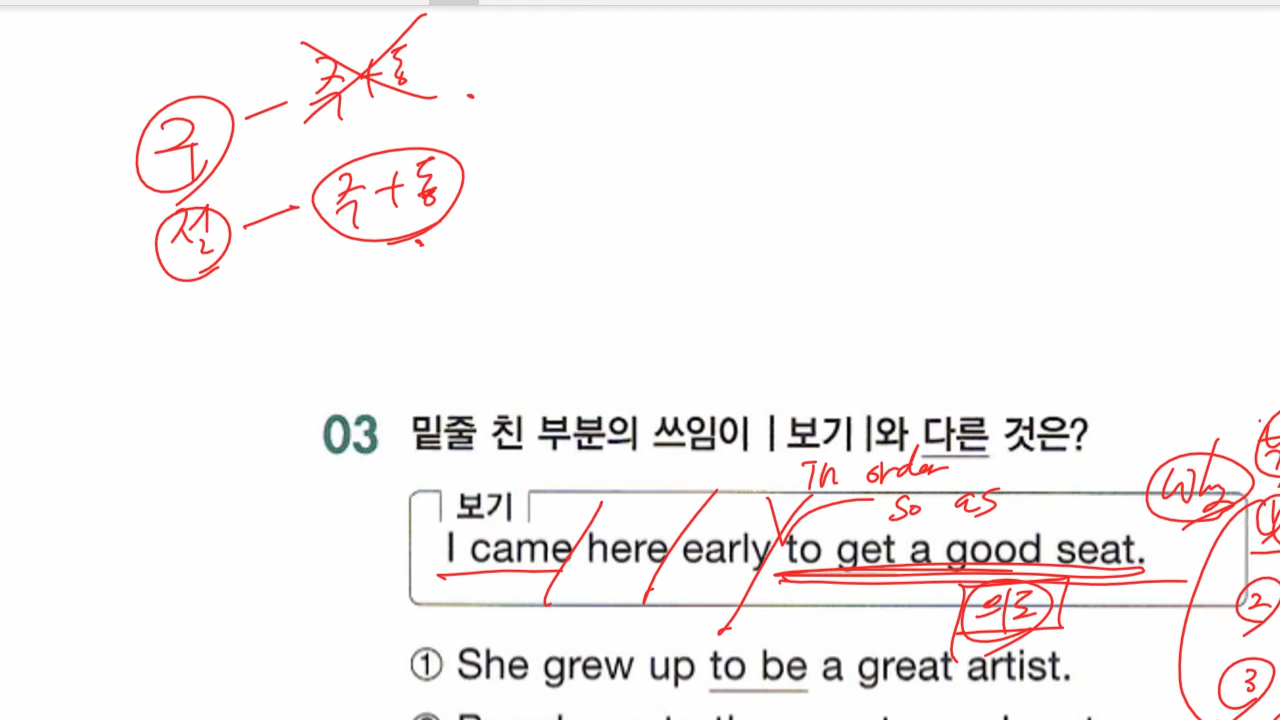 구 - 주+동
절 - 주+동
03 밑줄 친 부분의 쓰임이 |보기|와 다른 것은?
In order
so as
Why
보기
I came here early to get a good seat.
의도
2
① She grew up to be a great artist.
3